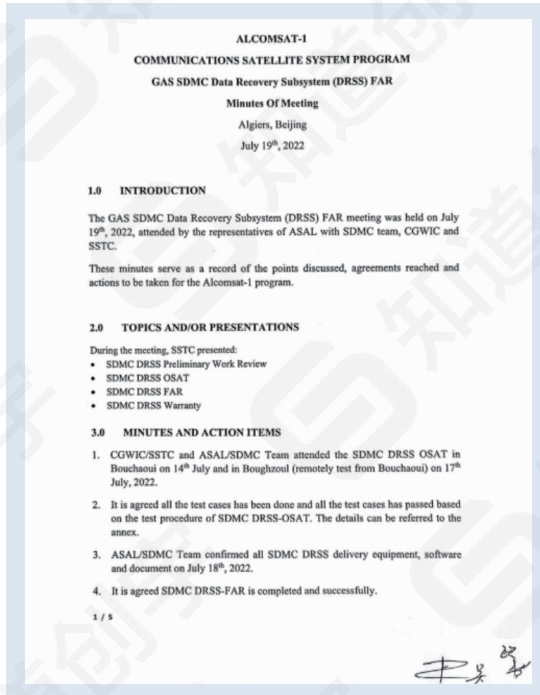 ALCOMSAT-1
COMMUNICATIONS SATELLITE SYSTEM PROGRAM
GAS SDMC Data Recovery Subsystem (DRSS) FAR
Minutes Of Meeting
Algiers, Beijing
July 19th, 2022
1.0 INTRODUCTION
The GAS SDMC Data Recovery Subsystem (DRSS) FAR meeting was held on July
19th, 2022, attended by the representatives of ASAL with SDMC team, CGWIC and
SSTC.
These minutes serve as a record of the points discussed, agreements reached and
actions to be taken for the Alcomsat-1 program.
2.0 TOPICS AND/OR PRESENTATIONS
During the meeting, SSTC presented:
• SDMC DRSS Preliminary Work Review
• SDMC DRSS OSAT
• SDMC DRSS FAR
• SDMC DRSS Warranty
3.0 MINUTES AND ACTION ITEMS
1. CGWIC/SSTC and ASAL/SDMC Team attended the SDMC DRSS OSAT in
Bouchaoui on 14th July and in Boughzoul (remotely test from Bouchaoui) on 17th
July, 2022.
2. It is agreed all the test cases has been done and all the test cases has passed based
on the test procedure of SDMC DRSS-OSAT. The details can be referred to the
annex.
3. ASAL/SDMC Team confirmed all SDMC DRSS delivery equipment, software
and document on July 18th, 2022.
4. It is agreed SDMC DRSS-FAR is completed and successfully.
1 / 5
知道创宇